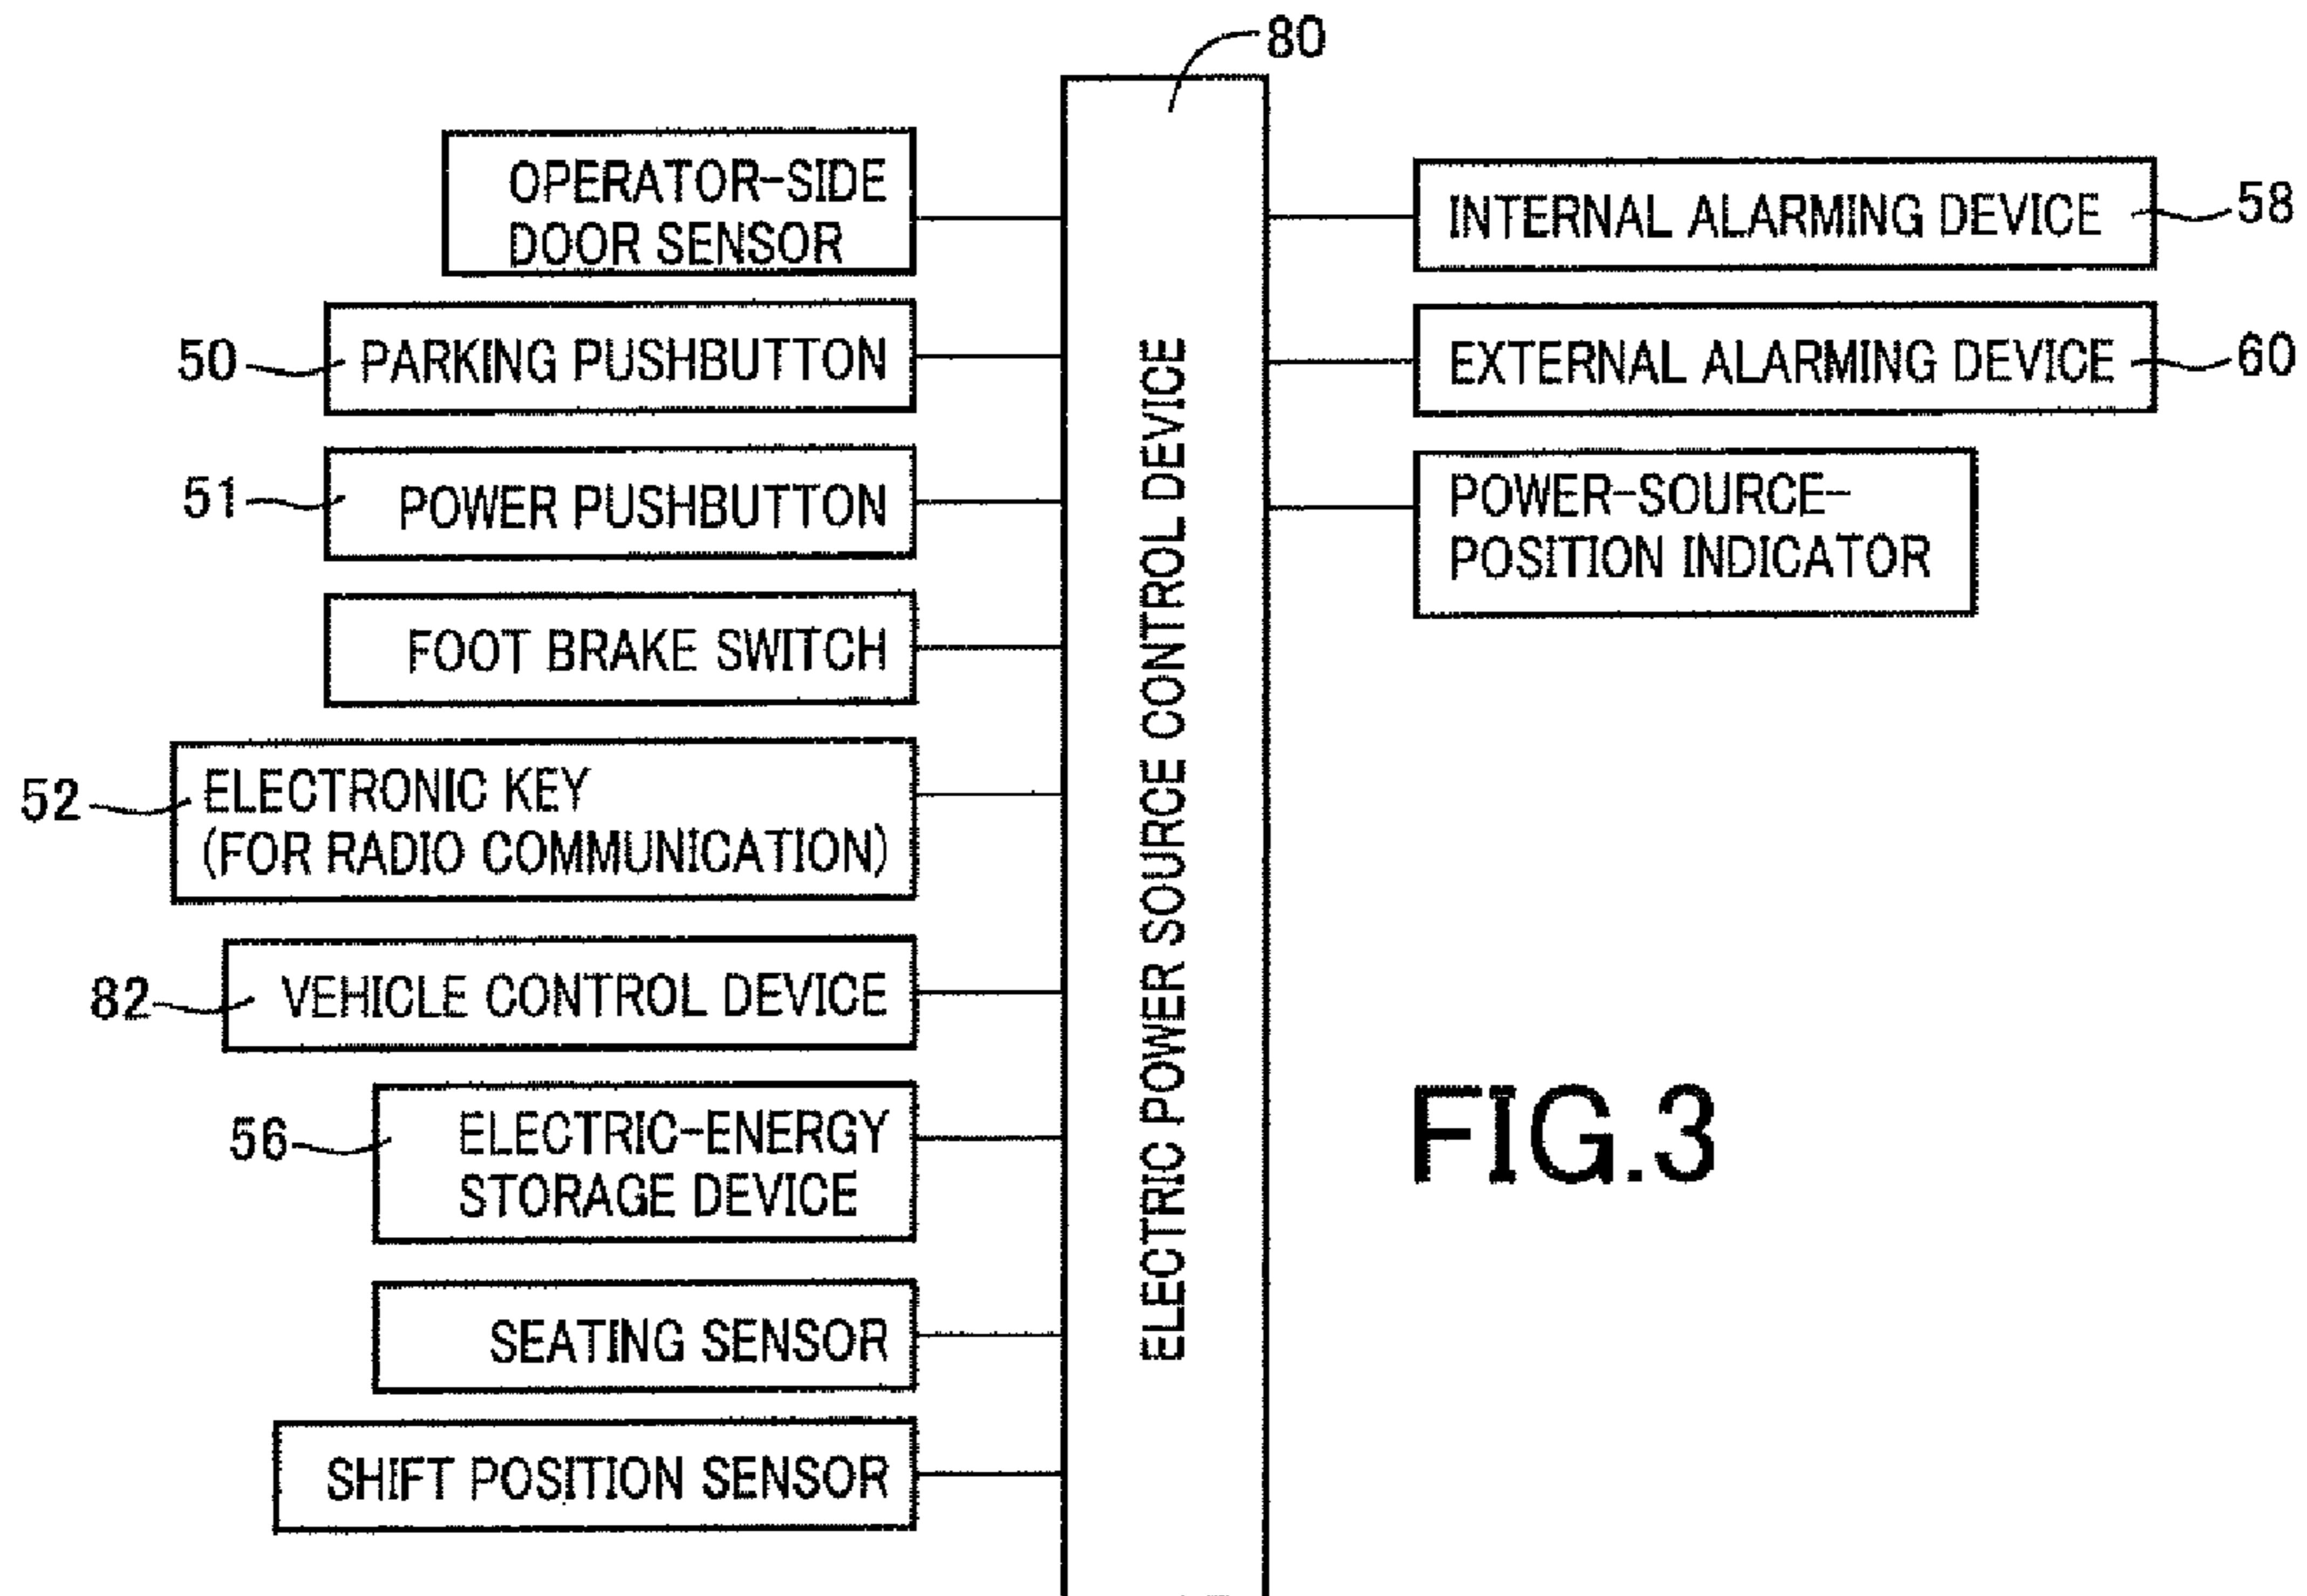 80
OPERATOR-SIDE
DOOR SENSOR
50
PARKING PUSHBUTTON
51
POWER PUSHBUTTON
FOOT BRAKE SWITCH
52
ELECTRONIC KEY
(FOR RADIO COMMUNICATION)
82
VEHICLE CONTROL DEVICE
56
ELECTRIC-ENERGY
STORAGE DEVICE
SEATING SENSOR
SHIFT POSITION SENSOR
ELECTRIC POWER SOURCE CONTROL DEVICE
INTERNAL ALARMING DEVICE
58
EXTERNAL ALARMING DEVICE
60
POWER-SOURCE-
POSITION INDICATOR
FIG.3